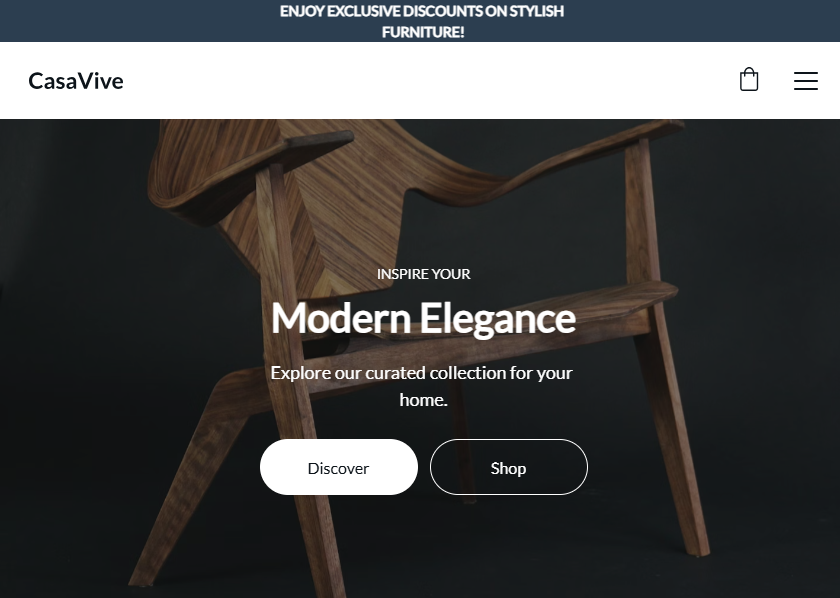 ENJOY EXCLUSIVE DISCOUNTS ON STYLISH
FURNITURE!
CasaVive
INSPIRE YOUR
Modern Elegance
Explore our curated collection for your
home.
Discover
Shop